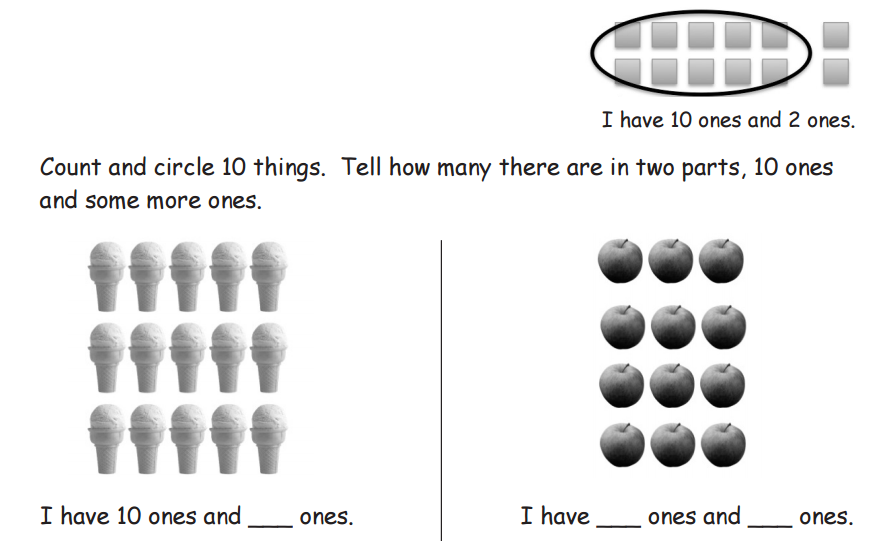 I have 10 ones and 2 ones.
Count and circle 10 things. Tell how many there are in two parts, 10 ones
and some more ones.
I have 10 ones and ___ ones.
I have ___ ones and ___ ones.